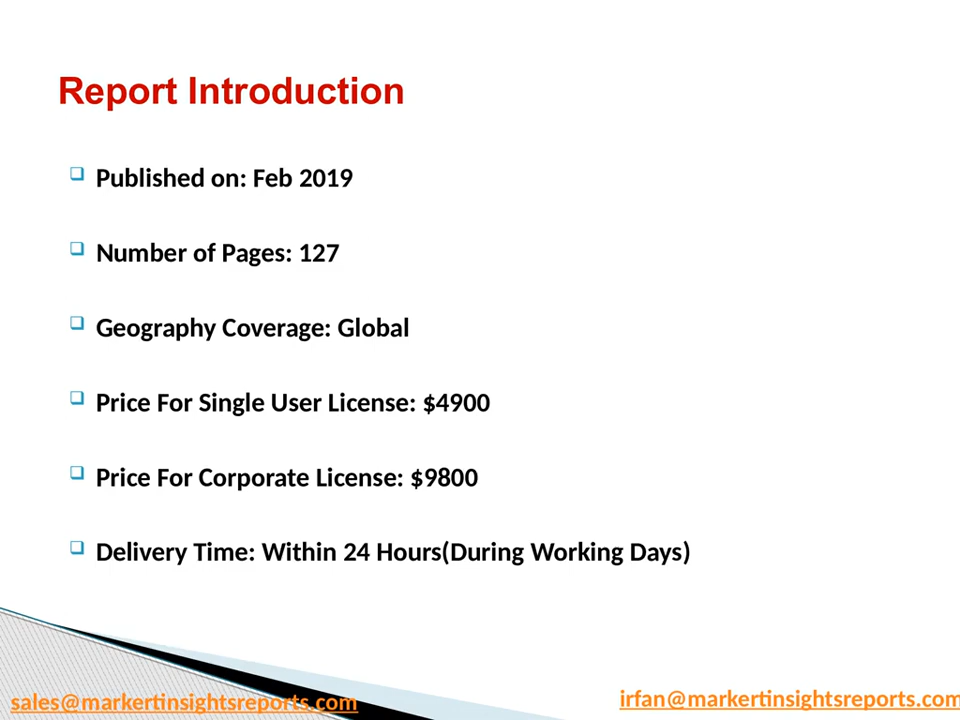 Report Introduction
Published on: Feb 2019
Number of Pages: 127
Geography Coverage: Global
Price For Single User License: $4900
Price For Corporate License: $9800
Delivery Time: Within 24 Hours(During Working Days)
sales@markertinsightsreports.com
irfan@markertinsightsreports.com